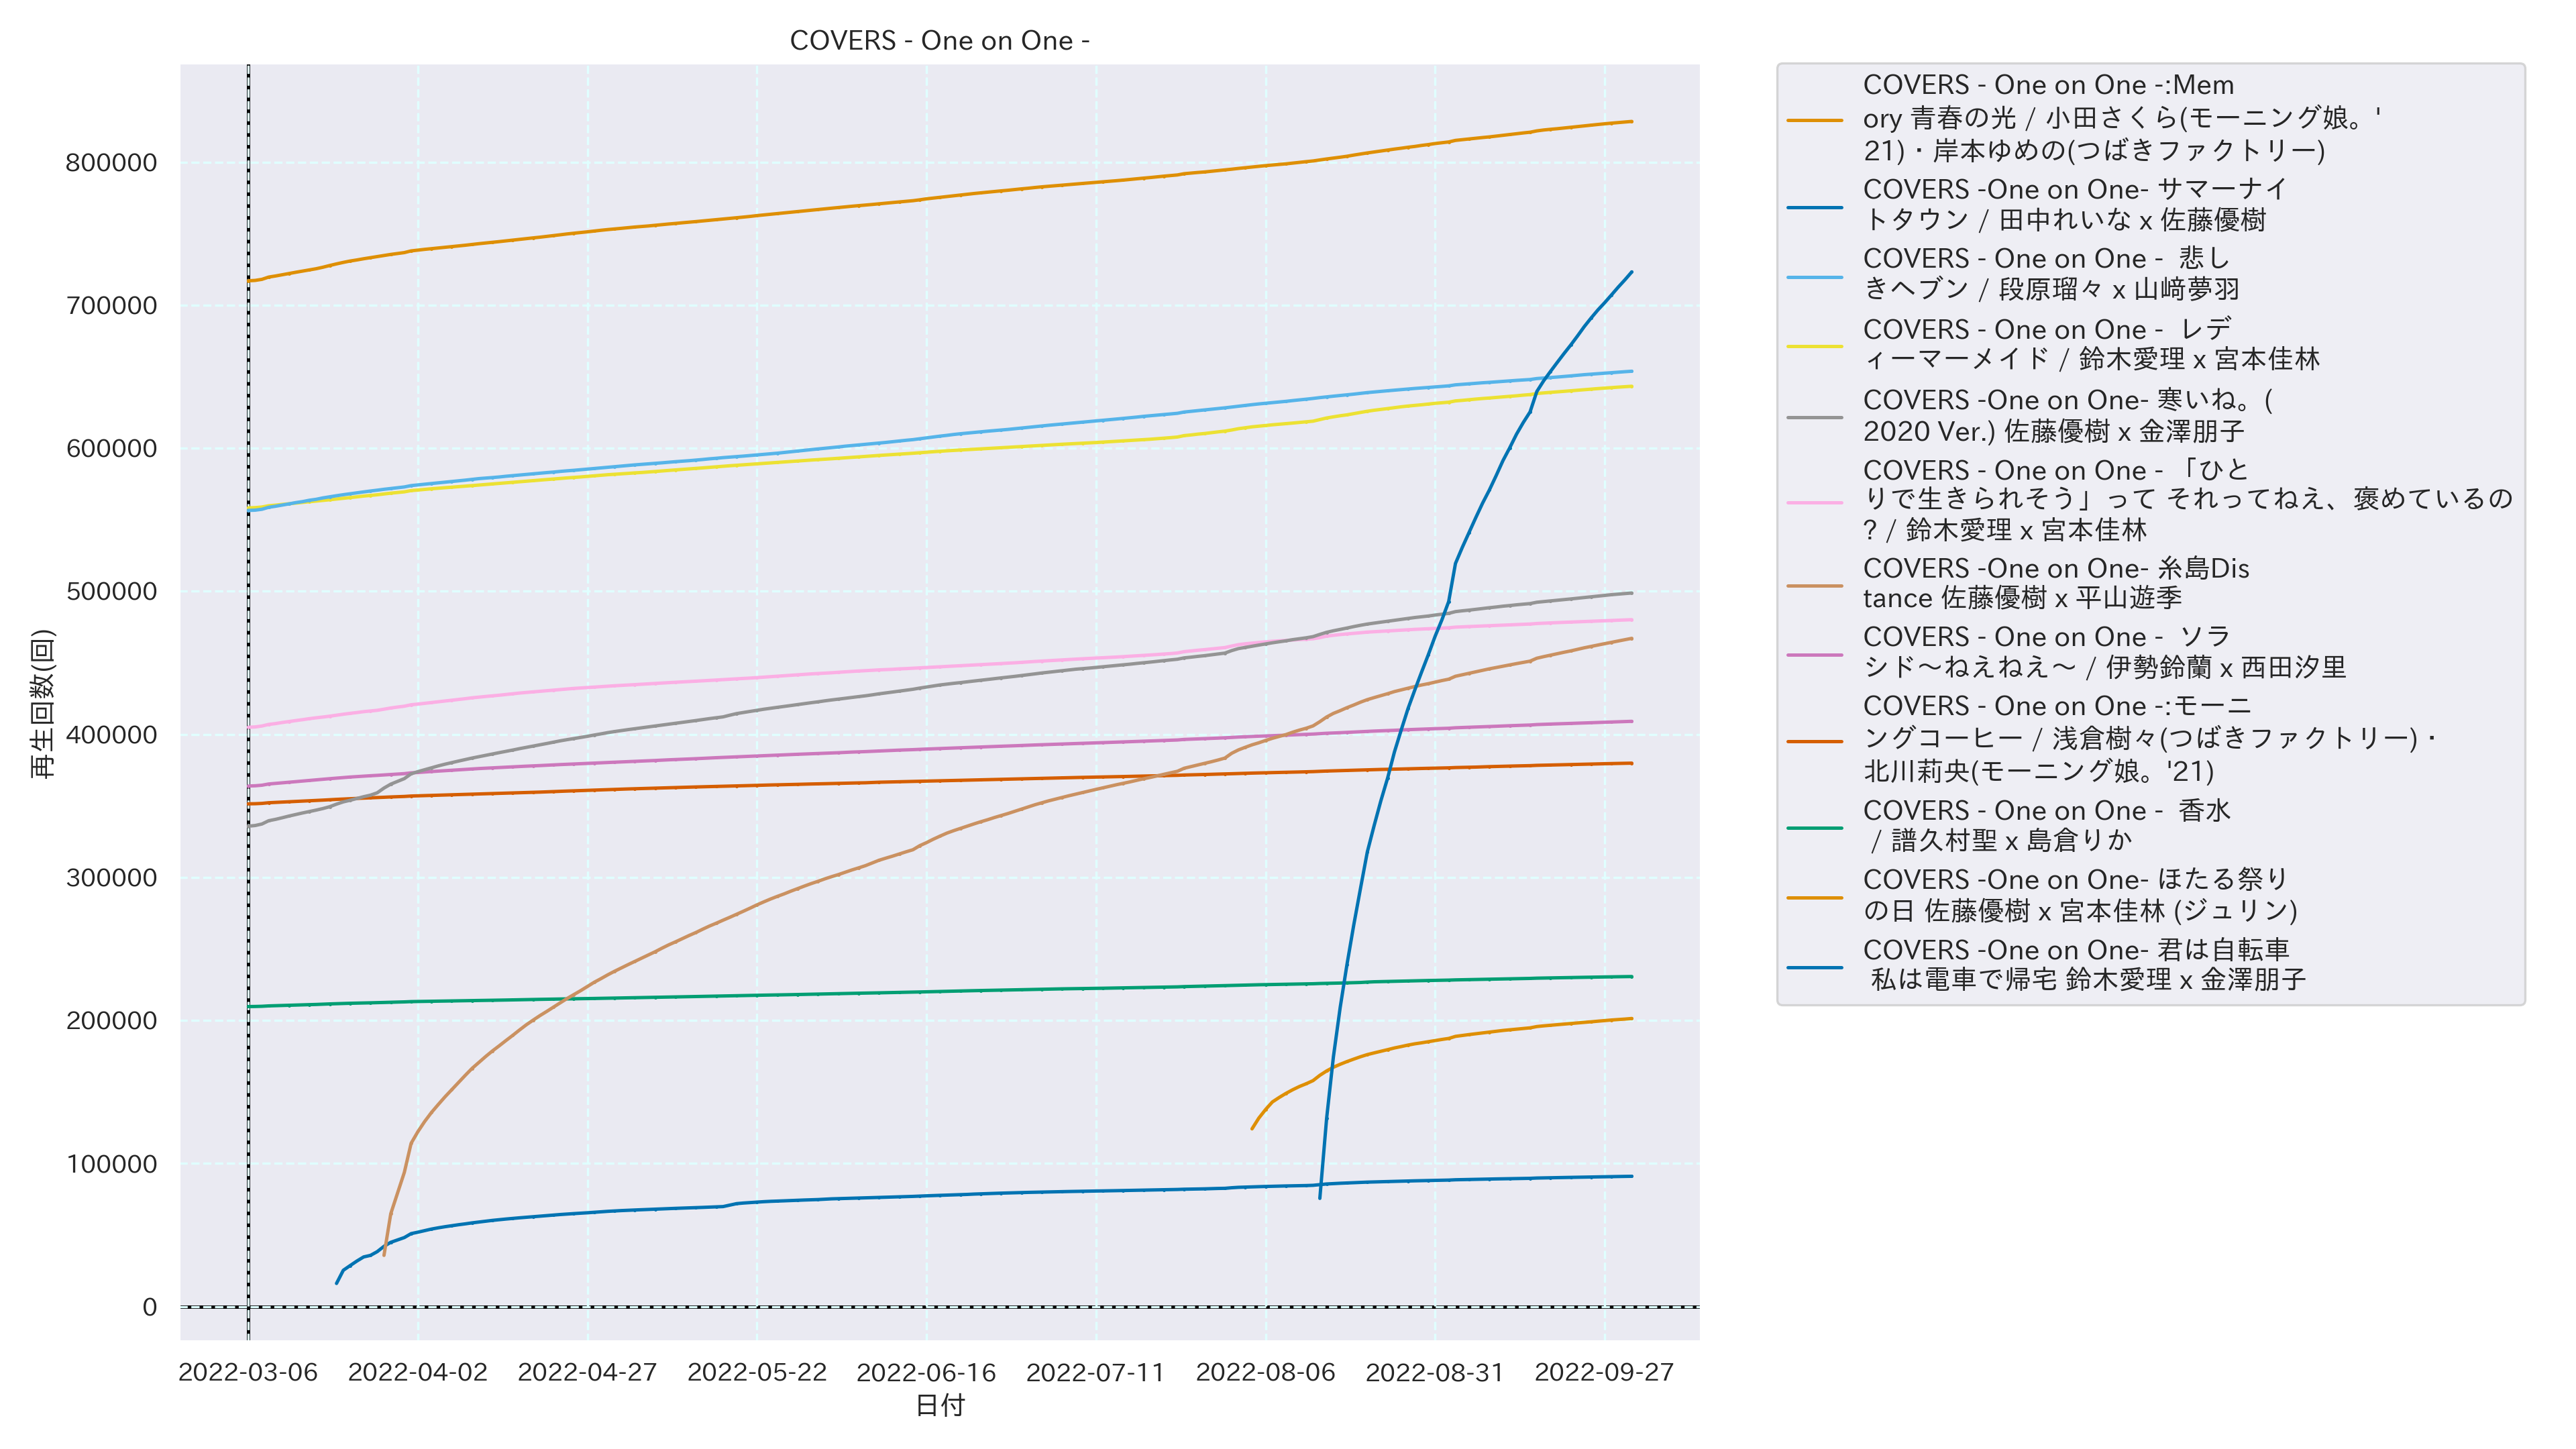 COVERS - One on One -
800000
700000
600000
500000
400000
300000
200000
100000
0
再生回数(回)
2022-03-06
2022-04-02
2022-04-27
2022-05-22
2022-06-16
2022-07-11
2022-08-06
2022-08-31
2022-09-27
日付
COVERS - One on One -:Mem
ory 青春の光 / 小田さくら(モーニング娘。'
21)・岸本ゆめの(つばきファクトリー)
COVERS -One on One- サマーナイ
トタウン / 田中れいな x 佐藤優樹
COVERS - One on One -  悲し
きヘブン / 段原瑠々 x 山﨑夢羽
COVERS - One on One -  レデ
ィーマーメイド / 鈴木愛理 x 宮本佳林
COVERS -One on One- 寒いね。(
2020 Ver.) 佐藤優樹 x 金澤朋子
COVERS - One on One - 「ひと
りで生きられそう」って それってねえ、褒めているの
? / 鈴木愛理 x 宮本佳林
COVERS -One on One- 糸島Dis
tance 佐藤優樹 x 平山遊季
COVERS - One on One -  ソラ
シド～ねえねえ～ / 伊勢鈴蘭 x 西田汐里
COVERS - One on One -:モーニ
ングコーヒー / 浅倉樹々(つばきファクトリー)・
北川莉央(モーニング娘。'21)
COVERS - One on One -  香水
/ 譜久村聖 x 島倉りか
COVERS -One on One- ほたる祭り
の日 佐藤優樹 x 宮本佳林 (ジュリン)
COVERS -One on One- 君は自転車
私は電車で帰宅 鈴木愛理 x 金澤朋子